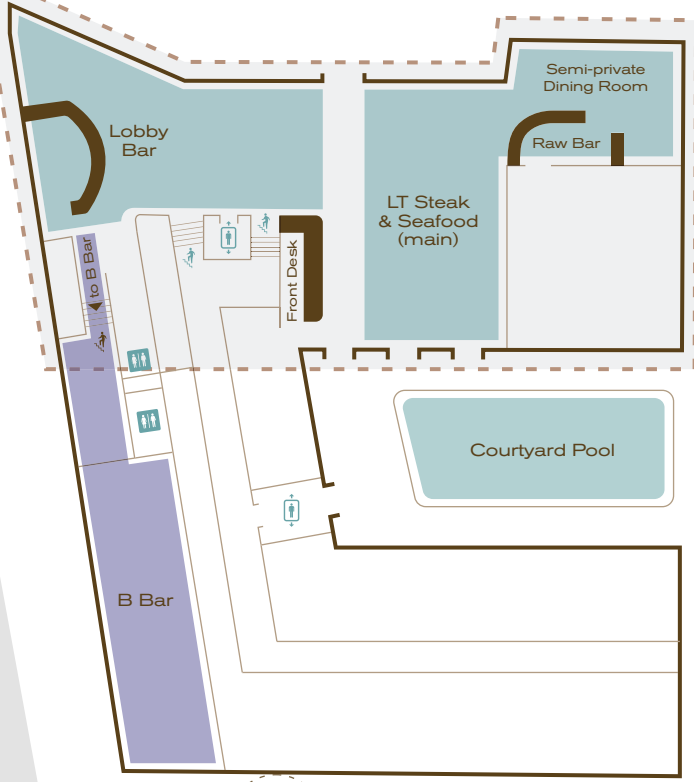 Semi-private
Dining Room
Lobby
Bar
Raw Bar
LT Steak
& Seafood
(main)
to B Bar
Front Desk
Courtyard Pool
B Bar